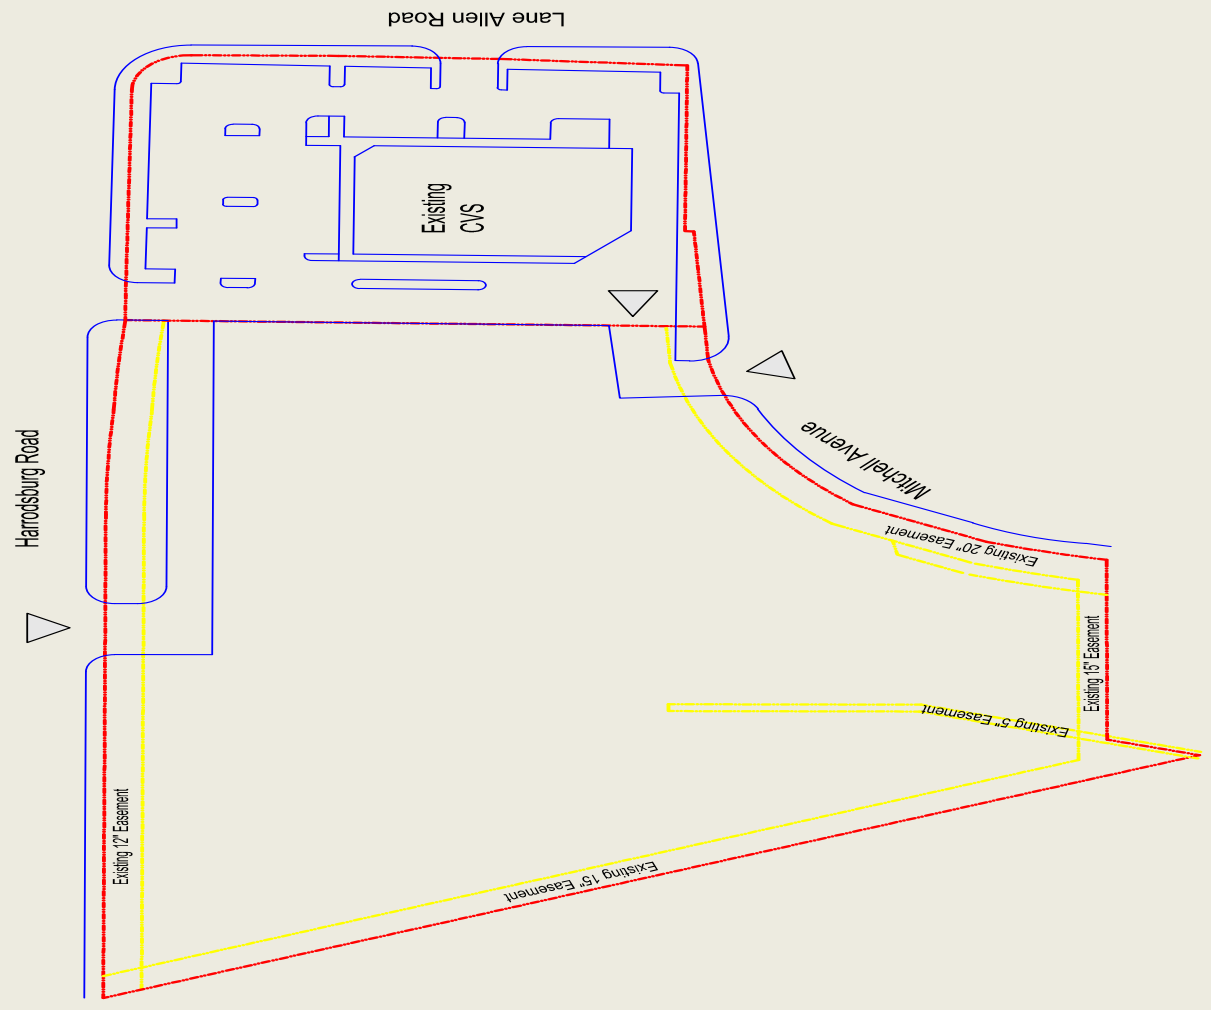 Lane Allen Road
Existing
CVS
Harrodsburg Road
Mitchell Avenue
Existing 20" Easement
Existing 15" Easement
Existing 5" Easement
Existing 12" Easement
Existing 15" Easement